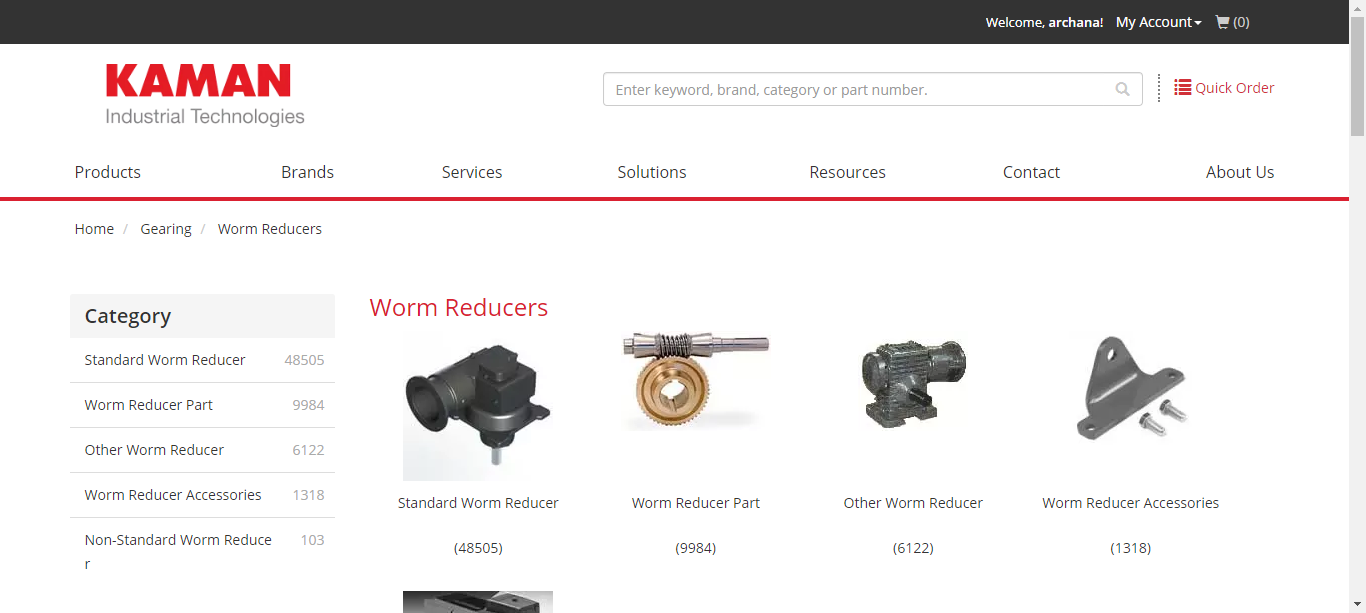 Welcome, archana! My Account (0)
KAMAN
Industrial Technologies
Enter keyword, brand, category or part number.
Quick Order
Products Brands Services Solutions Resources Contact About Us
Home / Gearing / Worm Reducers
Category
Standard Worm Reducer 48505
Worm Reducer Part 9984
Other Worm Reducer 6122
Worm Reducer Accessories 1318
Non-Standard Worm Reduce 103
r
Worm Reducers
Standard Worm Reducer Worm Reducer Part Other Worm Reducer Worm Reducer Accessories
(48505) (9984) (6122) (1318)